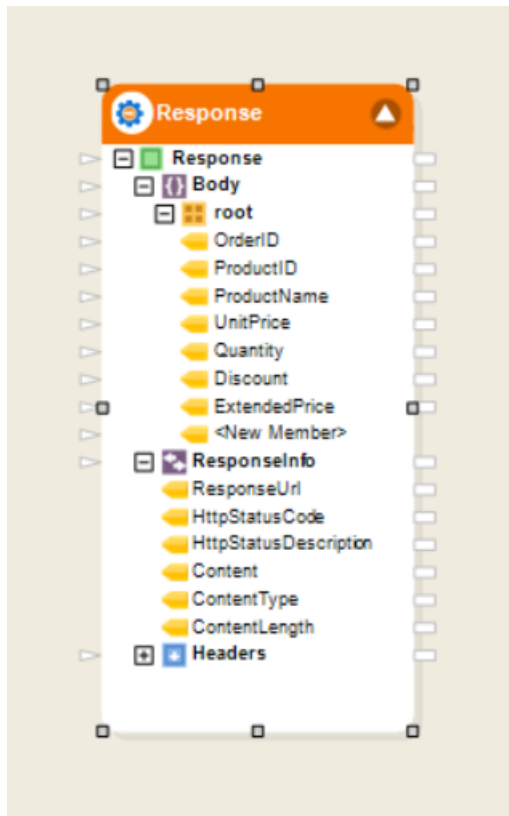 Response
Response
Body
root
OrderID
ProductID
ProductName
UnitPrice
Quantity
Discount
ExtendedPrice
<New Member>
ResponseInfo
ResponseUrl
HttpStatusCode
HttpStatusDescription
Content
ContentType
ContentLength
Headers